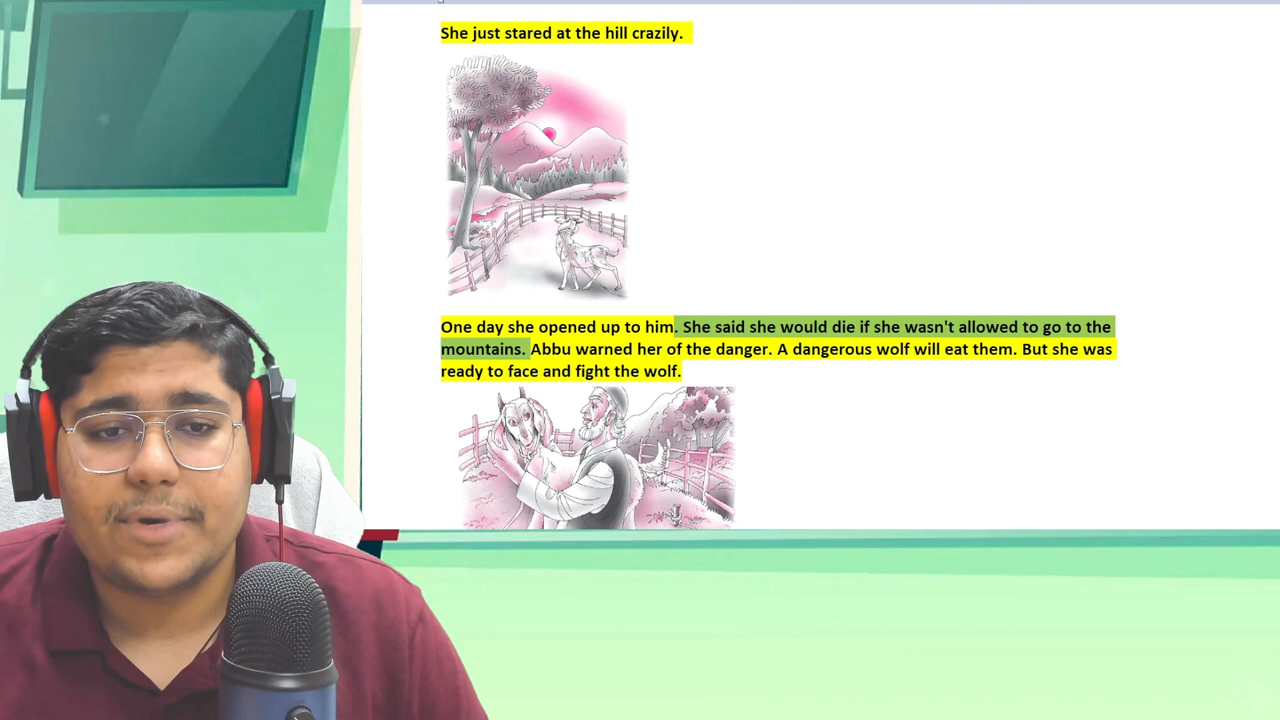 She just stared at the hill crazily.
One day she opened up to him. She said she would die if she wasn't allowed to go to the
mountains. Abbu warned her of the danger. A dangerous wolf will eat them. But she was
ready to face and fight the wolf.